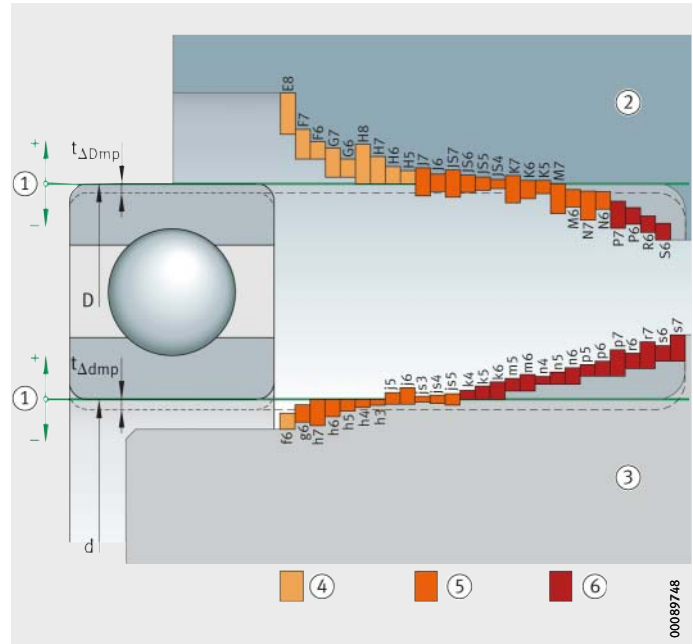 E8
F7
F6
G7
G6
H8
H7
H6
H5
J7
J6
JS7
JS6
JS5
JS4
K7
K6
K5
M7
M6
N7
N6
P7
P6
R6
S6
2
+
t∆Dmp
1
−
D
+
t∆dmp
1
−
d
f6
g6
h7
h6
h5
h4
h3
j5
j6
js3
js4
js5
k4
k5
k6
m5
m6
n4
n5
n6
p5
p6
p7
r6
r7
s6
s7
3
4
5
6
00089748